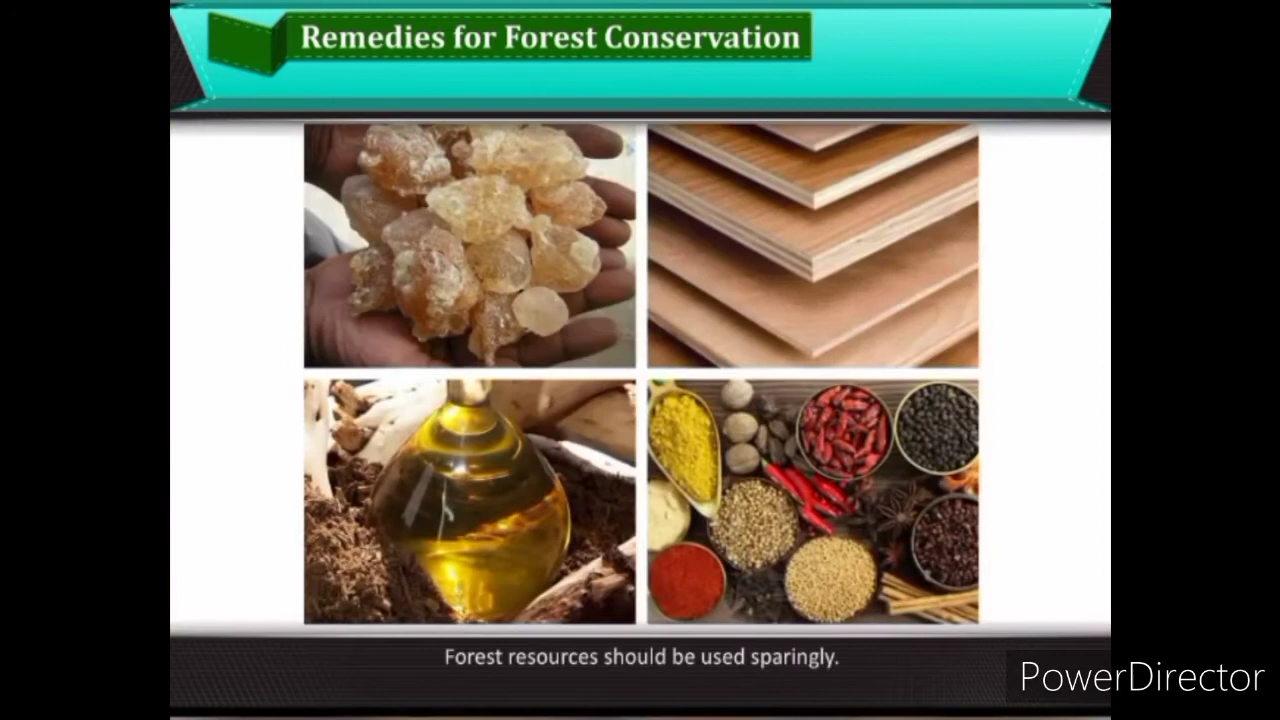 Remedies for Forest Conservation
Forest resources should be used sparingly.
PowerDirector